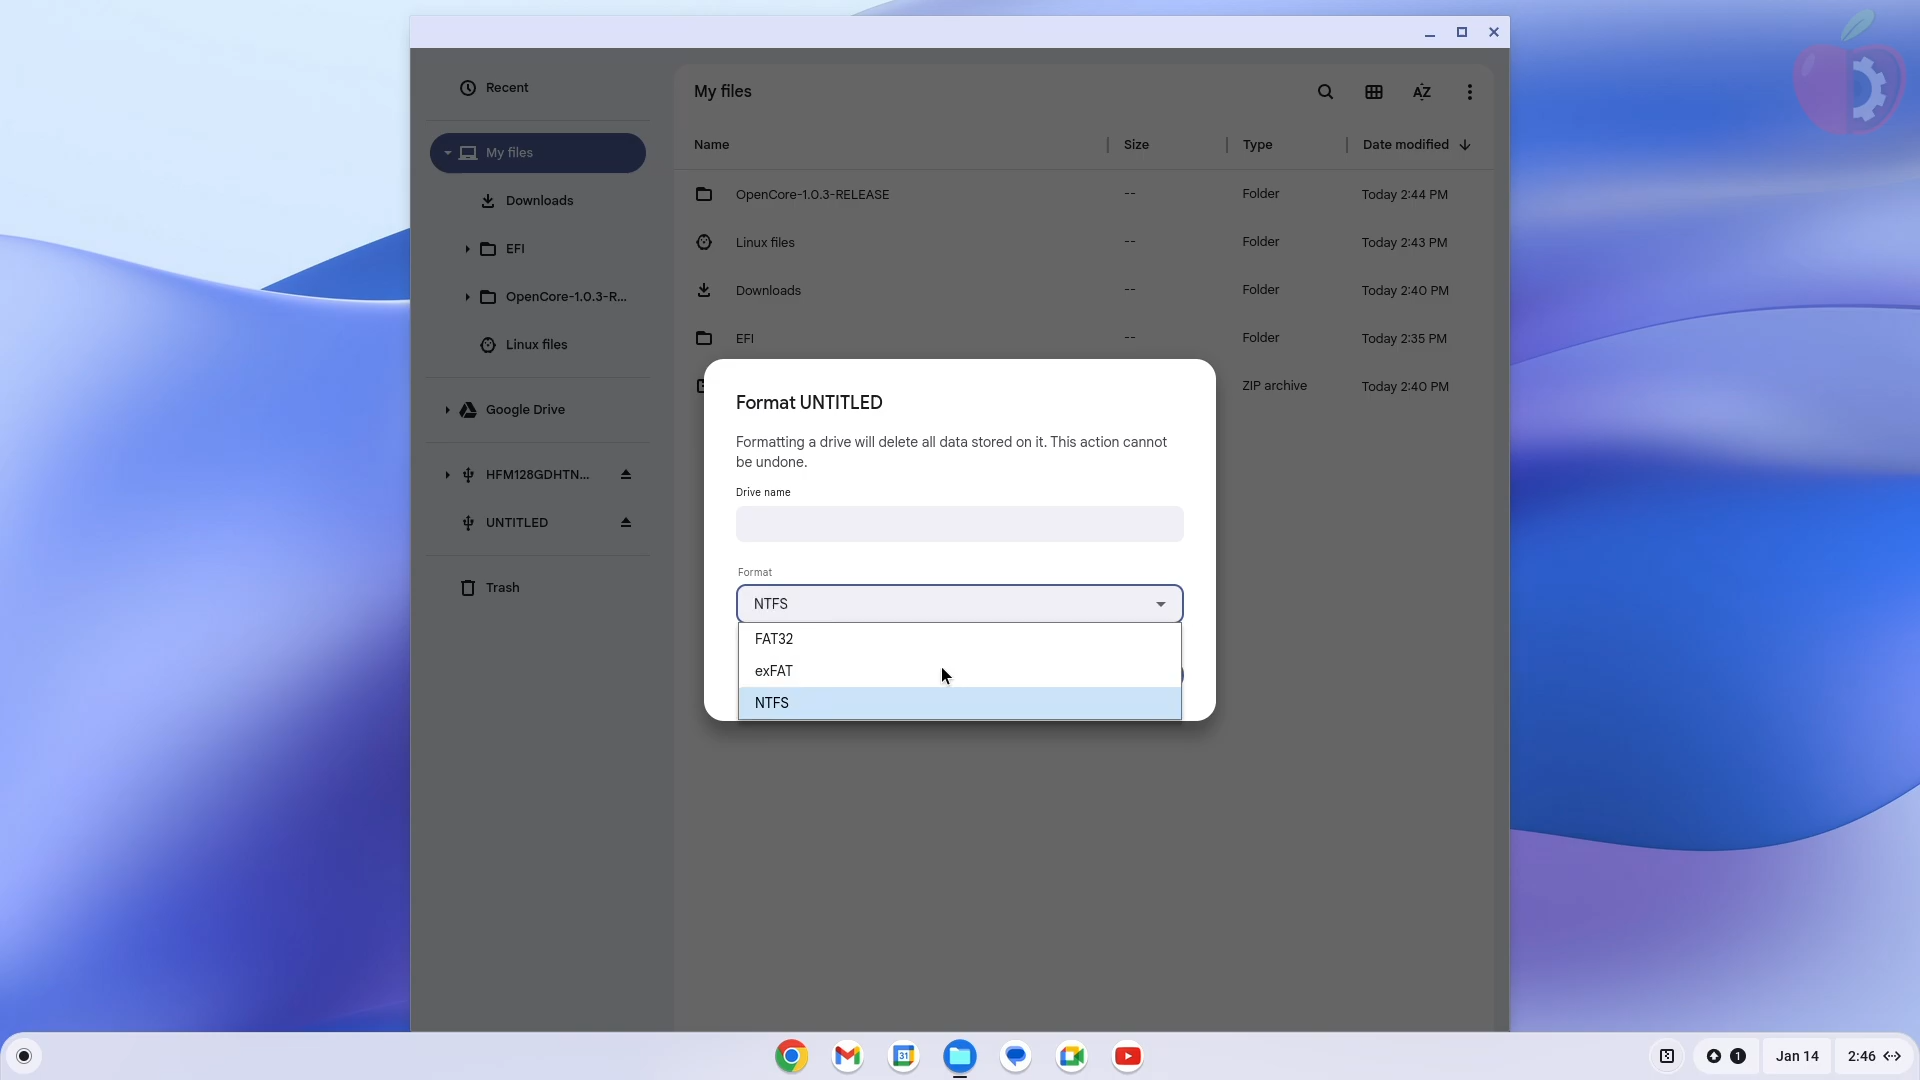 Recent
My files
Downloads
EFI
OpenCore-1.0.3-R...
Linux files
Google Drive
HFM128GDHTN...
UNTITLED
Trash
My files
AZ
Name Size Type Date modified
OpenCore-1.0.3-RELEASE -- Folder Today 2:44 PM
Linux files -- Folder Today 2:43 PM
Downloads -- Folder Today 2:40 PM
EFI -- Folder Today 2:35 PM
ZIP archive Today 2:40 PM
Format UNTITLED
Formatting a drive will delete all data stored on it. This action cannot
be undone.
Drive name
Format
NTFS
FAT32
exFAT
NTFS
31
1
Jan 14
2:46